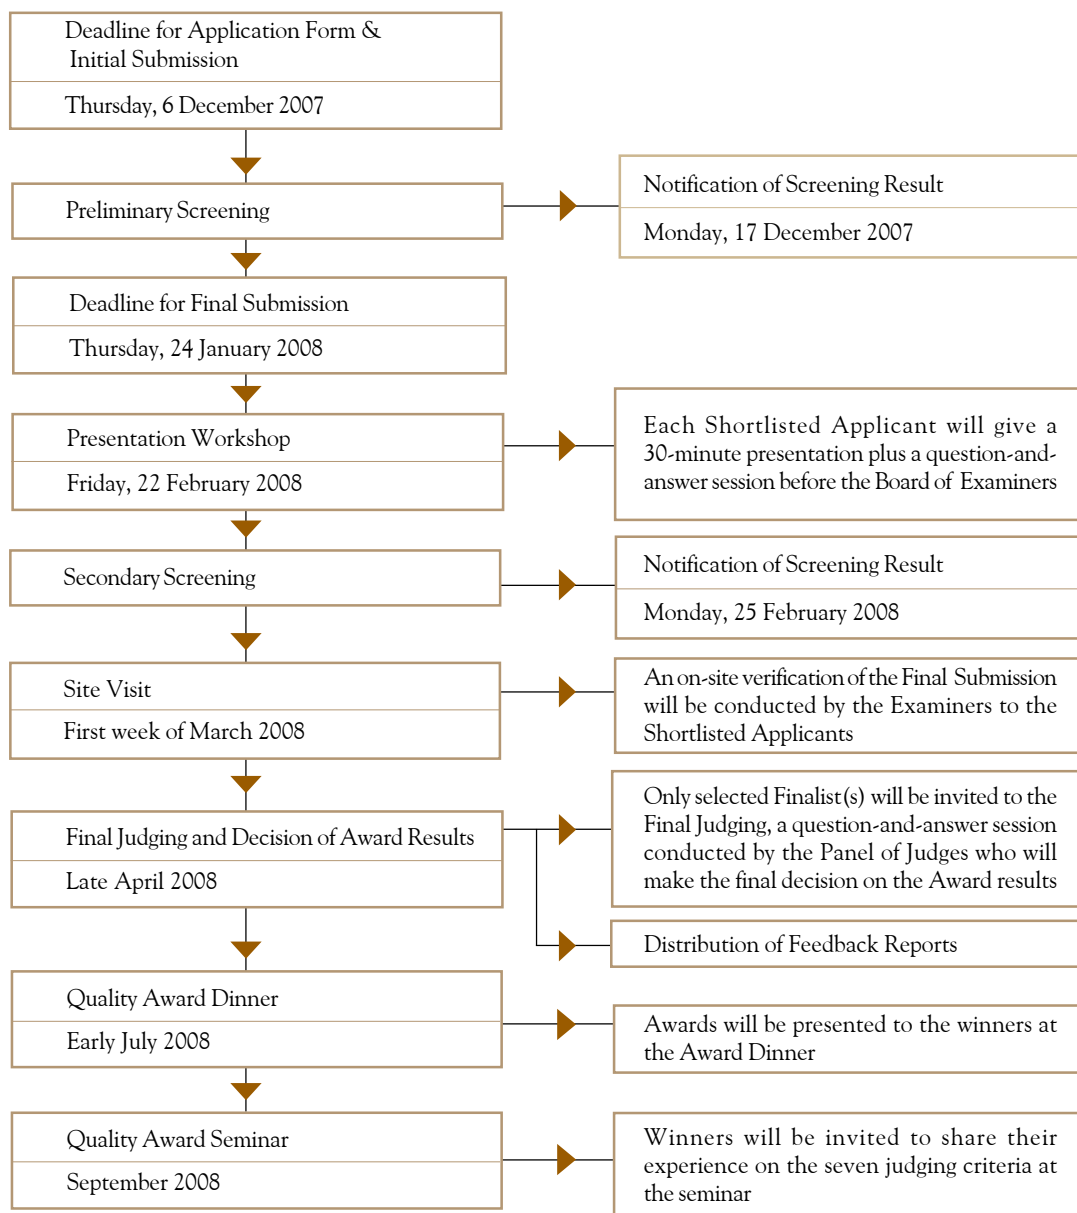 Deadline for Application Form &
Initial Submission
Thursday, 6 December 2007
Preliminary Screening
Notification of Screening Result
Monday, 17 December 2007
Deadline for Final Submission
Thursday, 24 January 2008
Presentation Workshop
Friday, 22 February 2008
Each Shortlisted Applicant will give a
30-minute presentation plus a question-and-
answer session before the Board of Examiners
Secondary Screening
Notification of Screening Result
Monday, 25 February 2008
Site Visit
First week of March 2008
An on-site verification of the Final Submission
will be conducted by the Examiners to the
Shortlisted Applicants
Final Judging and Decision of Award Results
Late April 2008
Only selected Finalist(s) will be invited to the
Final Judging, a question-and-answer session
conducted by the Panel of Judges who will
make the final decision on the Award results
Distribution of Feedback Reports
Quality Award Dinner
Early July 2008
Awards will be presented to the winners at
the Award Dinner
Quality Award Seminar
September 2008
Winners will be invited to share their
experience on the seven judging criteria at
the seminar